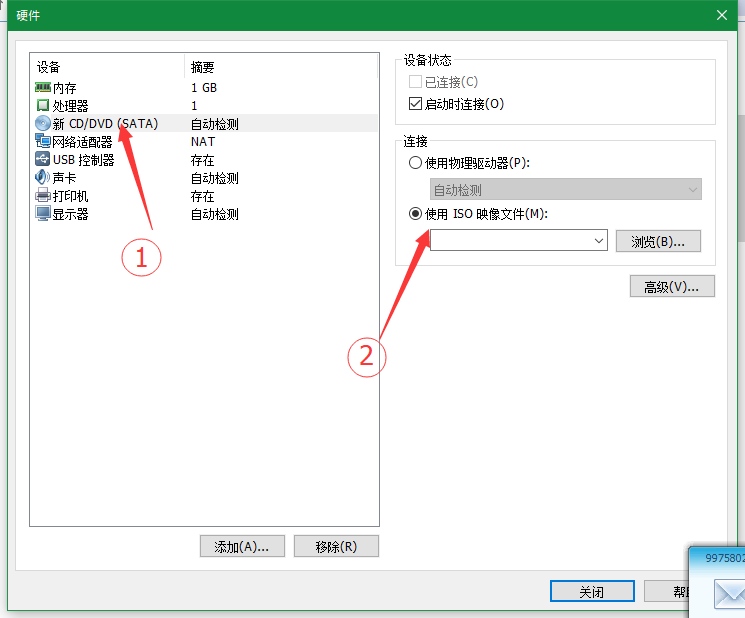 硬件
设备 摘要
内存 1 GB
处理器 1
新 CD/DVD (SATA) 自动检测
网络适配器 NAT
USB 控制器 存在
声卡 自动检测
打印机 存在
显示器 自动检测
1
2
添加(A)... 移除(R)
设备状态
已连接(C)
启动时连接(O)
连接
使用物理驱动器(P):
自动检测
使用 ISO 映像文件(M):
浏览(B)...
高级(V)...
关闭
9975802